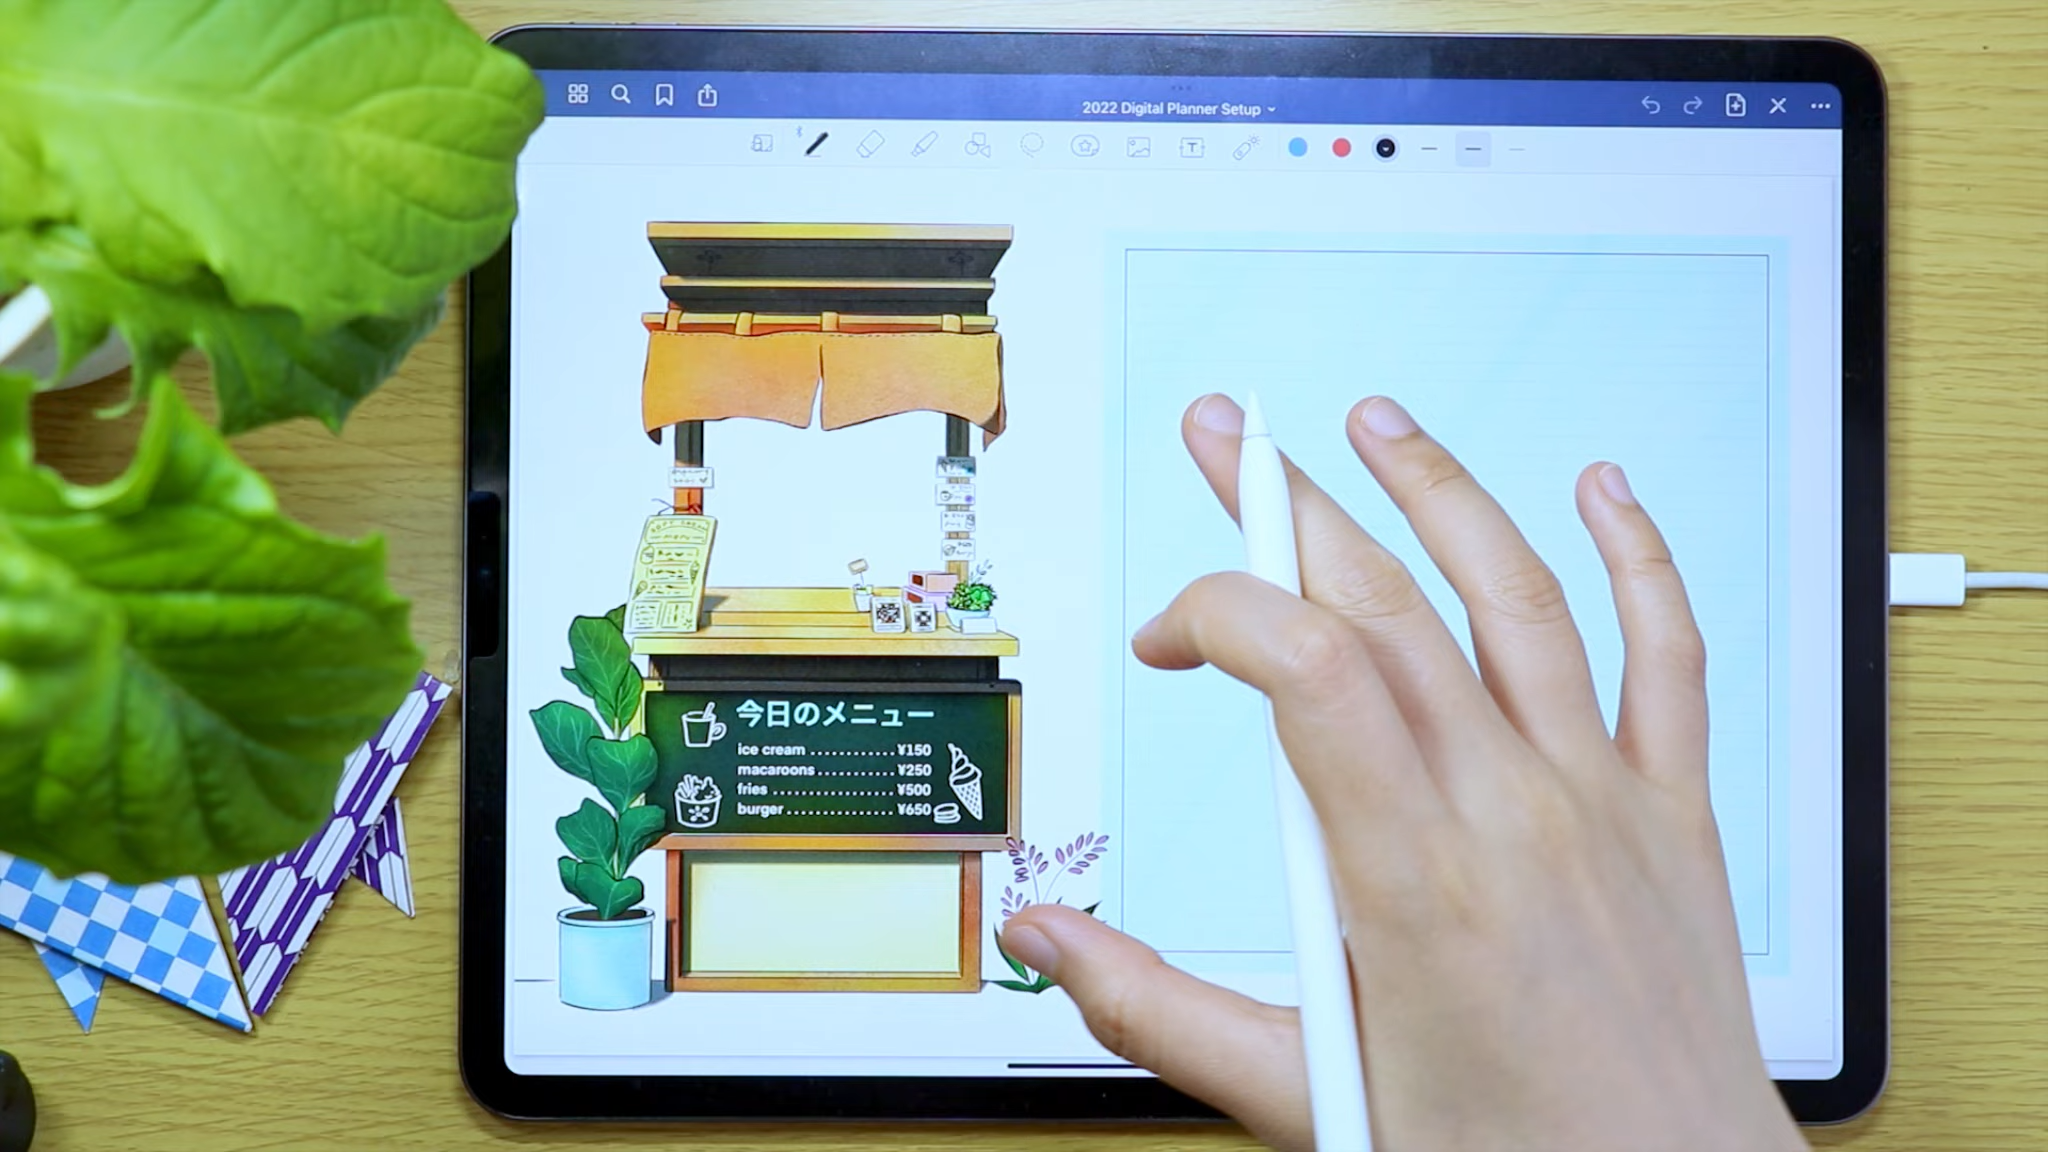 2022 Digital Planner Setup
T
今日のメニュー
ice cream ............ ¥150
macaroons .......... ¥250
fries .................. ¥500
burger ................ ¥650